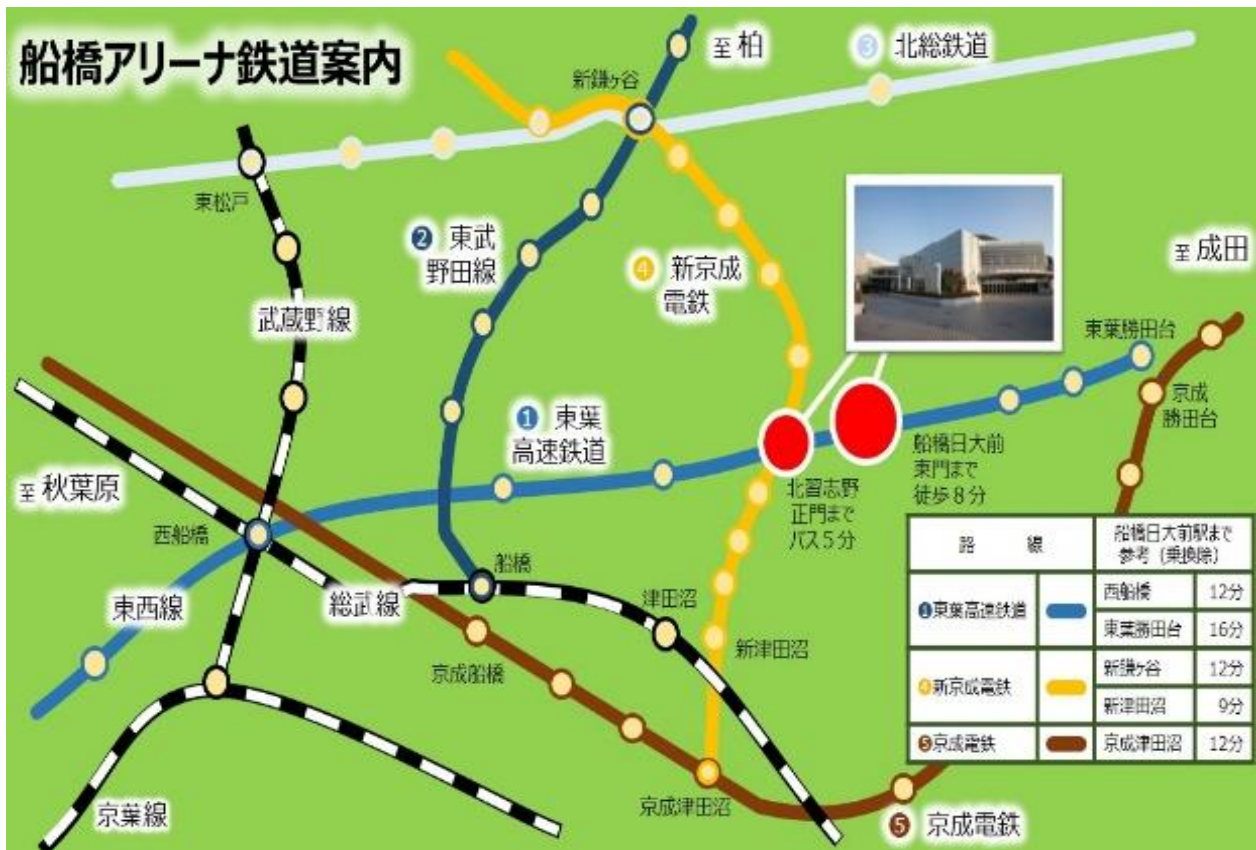 船橋アリーナ鉄道案内
至 柏
③ 北総鉄道
新鎌ヶ谷
東松戸
② 東武
野田線
④ 新京成
電鉄
至 成田
武蔵野線
東葉勝田台
京成
勝田台
① 東葉
高速鉄道
至 秋葉原
船橋日大前
東門まで
徒歩8分
北習志野
正門まで
バス5分
西船橋
船橋
東西線
総武線
津田沼
新津田沼
京成船橋
京葉線
京成津田沼
⑤ 京成電鉄
路 線 船橋日大前駅まで
参考(乗換除)
①東葉高速鉄道 西船橋 12分
東葉勝田台 16分
④新京成電鉄 新鎌ヶ谷 12分
新津田沼 9分
⑤京成電鉄 京成津田沼 12分